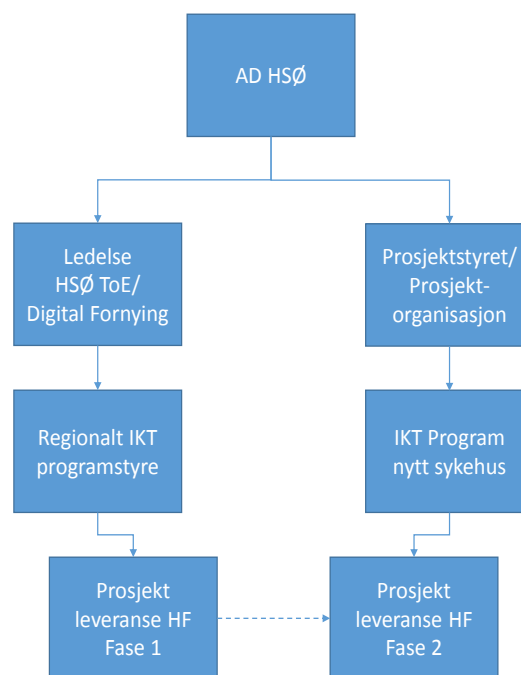 AD HSØ
Ledelse
HSØ ToE/
Digital Fornying
Prosjektstyret/
Prosjekt-
organisasjon
Regionalt IKT
programstyre
IKT Program
nytt sykehus
Prosjekt
leveranse HF
Fase 1
Prosjekt
leveranse HF
Fase 2